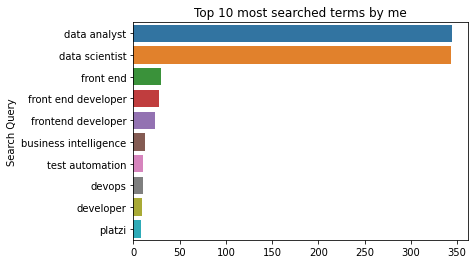 Top 10 most searched terms by me
Search Query
data analyst
data scientist
front end
front end developer
frontend developer
business intelligence
test automation
devops
developer
platzi
0 50 100 150 200 250 300 350